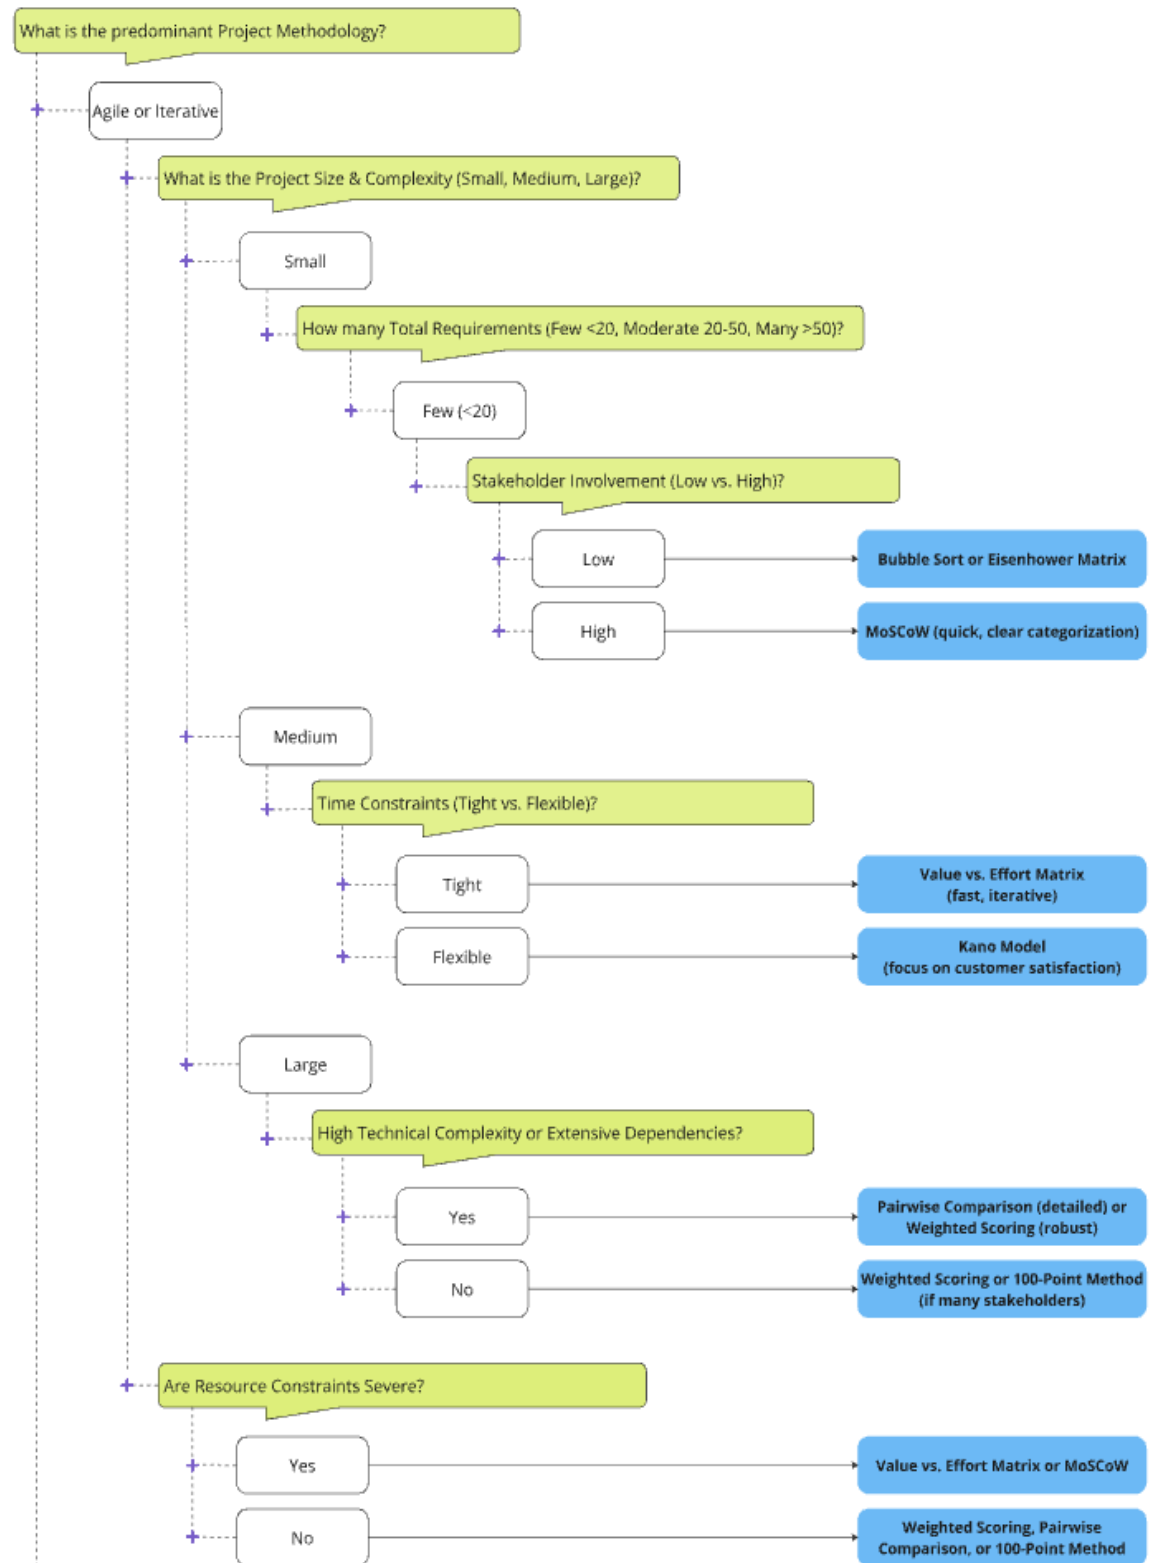 What is the predominant Project Methodology?
Agile or Iterative
What is the Project Size & Complexity (Small, Medium, Large)?
Small
How many Total Requirements (Few <20, Moderate 20-50, Many >50)?
Few (<20)
Stakeholder Involvement (Low vs. High)?
Low
Bubble Sort or Eisenhower Matrix
High
MoSCoW (quick, clear categorization)
Medium
Time Constraints (Tight vs. Flexible)?
Tight
Value vs. Effort Matrix
(fast, iterative)
Flexible
Kano Model
(focus on customer satisfaction)
Large
High Technical Complexity or Extensive Dependencies?
Yes
Pairwise Comparison (detailed) or
Weighted Scoring (robust)
No
Weighted Scoring or 100-Point Method
(if many stakeholders)
Are Resource Constraints Severe?
Yes
Value vs. Effort Matrix or MoSCoW
No
Weighted Scoring, Pairwise
Comparison, or 100-Point Method